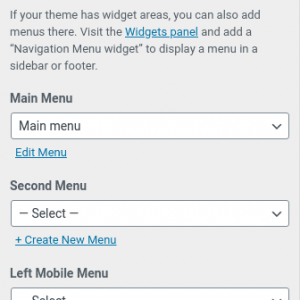 If your theme has widget areas, you can also add
menus there. Visit the Widgets panel and add a
“Navigation Menu widget” to display a menu in a
sidebar or footer.
Main Menu
Main menu
Edit Menu
Second Menu
— Select —
+ Create New Menu
Left Mobile Menu
— Select —